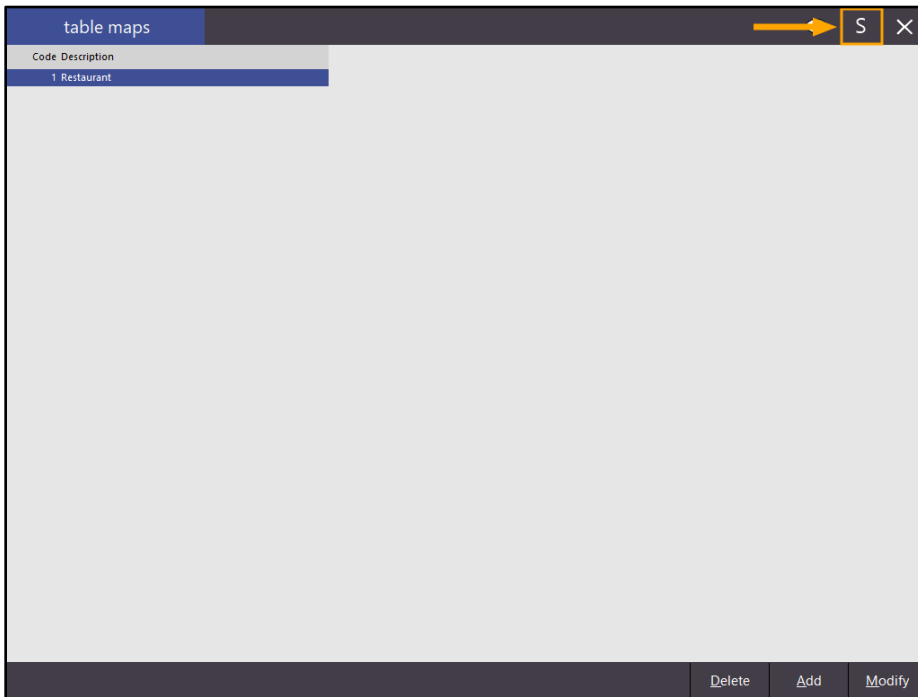 table maps
S
Code Description
1 Restaurant
Delete Add Modify